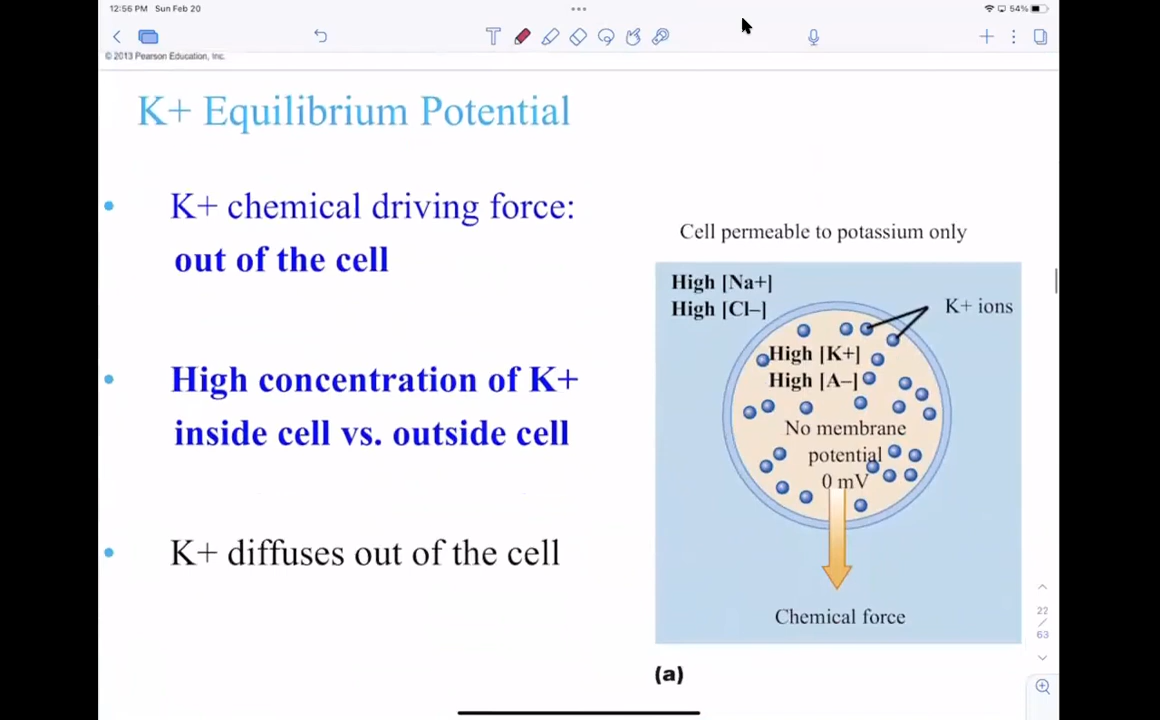 12:56 PM Sun Feb 20
54%
T
© 2013 Pearson Education, Inc.
K+ Equilibrium Potential
• K+ chemical driving force:
out of the cell
• High concentration of K+
inside cell vs. outside cell
• K+ diffuses out of the cell
Cell permeable to potassium only
High [Na+]
High [Cl–]
K+ ions
High [K+]
High [A–]
No membrane
potential
0 mV
Chemical force
(a)
22
/
63